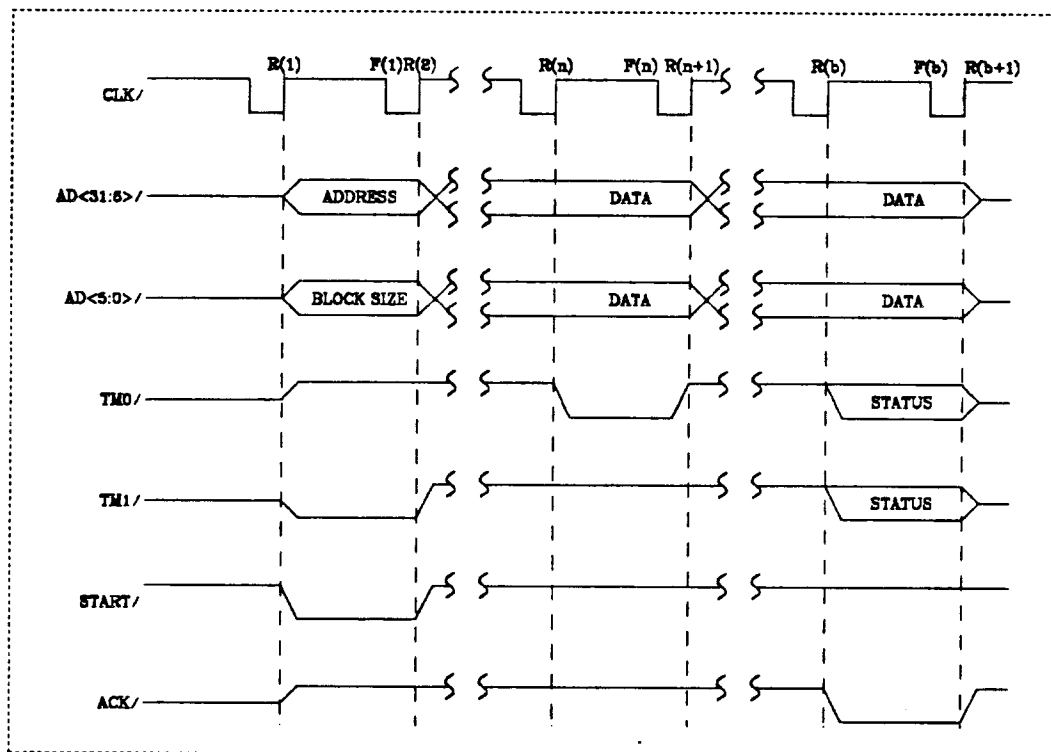 R(1) F(1)R(2) R(n) F(n) R(n+1) R(b) F(b) R(b+1)
CLK/
AD<31:6>/ ADDRESS DATA DATA
AD<5:0>/ BLOCK SIZE DATA DATA
TM0/ STATUS
TM1/ STATUS
START/
ACK/